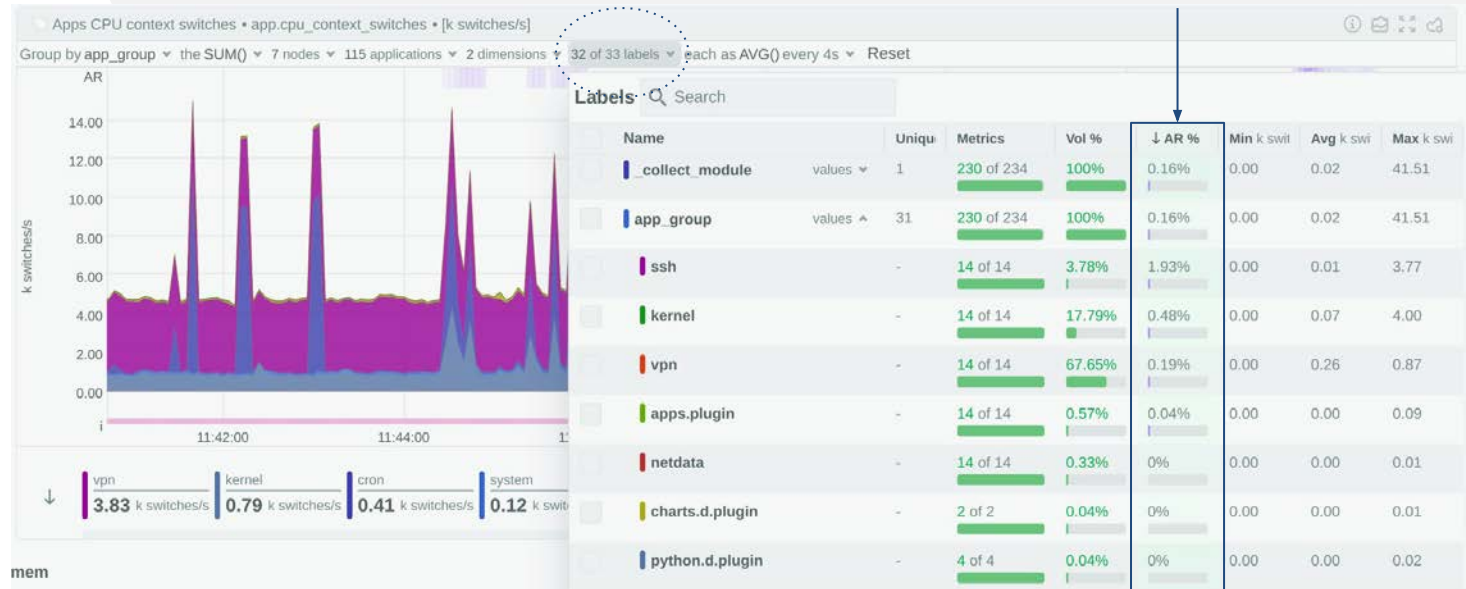 Apps CPU context switches • app.cpu_context_switches • [k switches/s]
Group by app_group the SUM() 7 nodes 115 applications 2 dimensions 32 of 33 labels each as AVG() every 4s Reset
AR
14.00
12.00
10.00
8.00
6.00
4.00
2.00
0.00
k switches/s
i
11:42:00 11:44:00
vpn kernel cron system
3.83 k switches/s 0.79 k switches/s 0.41 k switches/s 0.12 k swit
mem
Labels Search
Name Uniqu Metrics Vol % ↓ AR % Min k swit Avg k swi Max k swi
_collect_module values 1 230 of 234 100% 0.16% 0.00 0.02 41.51
app_group values 31 230 of 234 100% 0.16% 0.00 0.02 41.51
ssh - 14 of 14 3.78% 1.93% 0.00 0.01 3.77
kernel - 14 of 14 17.79% 0.48% 0.00 0.07 4.00
vpn - 14 of 14 67.65% 0.19% 0.00 0.26 0.87
apps.plugin - 14 of 14 0.57% 0.04% 0.00 0.00 0.09
netdata - 14 of 14 0.33% 0% 0.00 0.00 0.01
charts.d.plugin - 2 of 2 0.04% 0% 0.00 0.00 0.01
python.d.plugin - 4 of 4 0.04% 0% 0.00 0.00 0.02